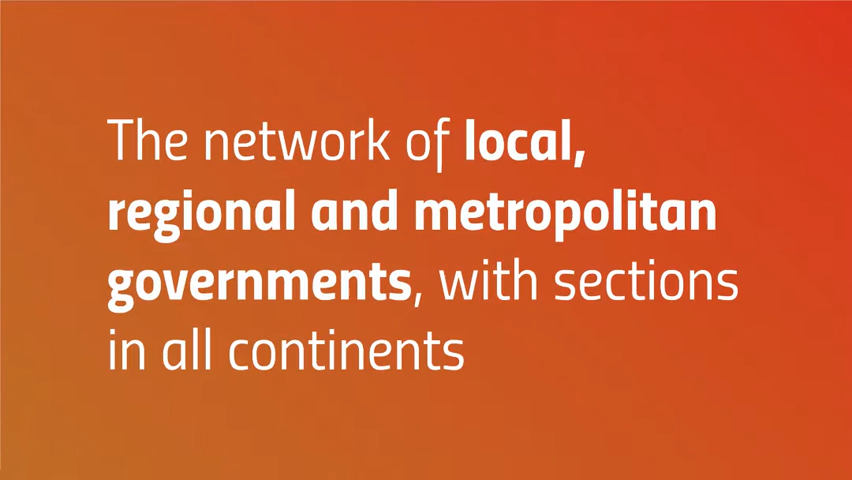 The network of local,
regional and metropolitan
governments, with sections
in all continents